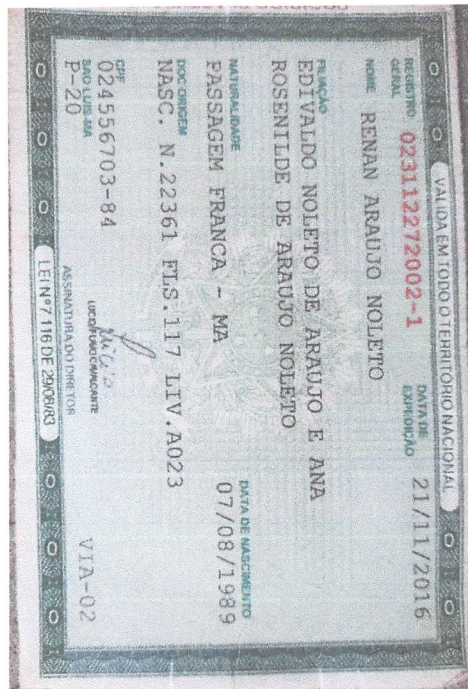 VÁLIDA EM TODO O TERRITÓRIO NACIONAL
REGISTRO GERAL 023112272002-1 DATA DE EXPEDIÇÃO 21/11/2016
NOME RENAN ARAUJO NOLETO
FILIAÇÃO
EDIVALDO NOLETO DE ARAUJO E ANA
ROSENILDE DE ARAUJO NOLETO
NATURALIDADE DATA DE NASCIMENTO
PASSAGEM FRANCA - MA 07/08/1989
DOC ORIGEM
NASC. N.22361 FLS.117 LIV.A023
CPF
024556703-84
SAO LUIS-MA
P-20 VIA-02
ASSINATURA DO DIRETOR
LEI Nº 7.116 DE 29/08/83